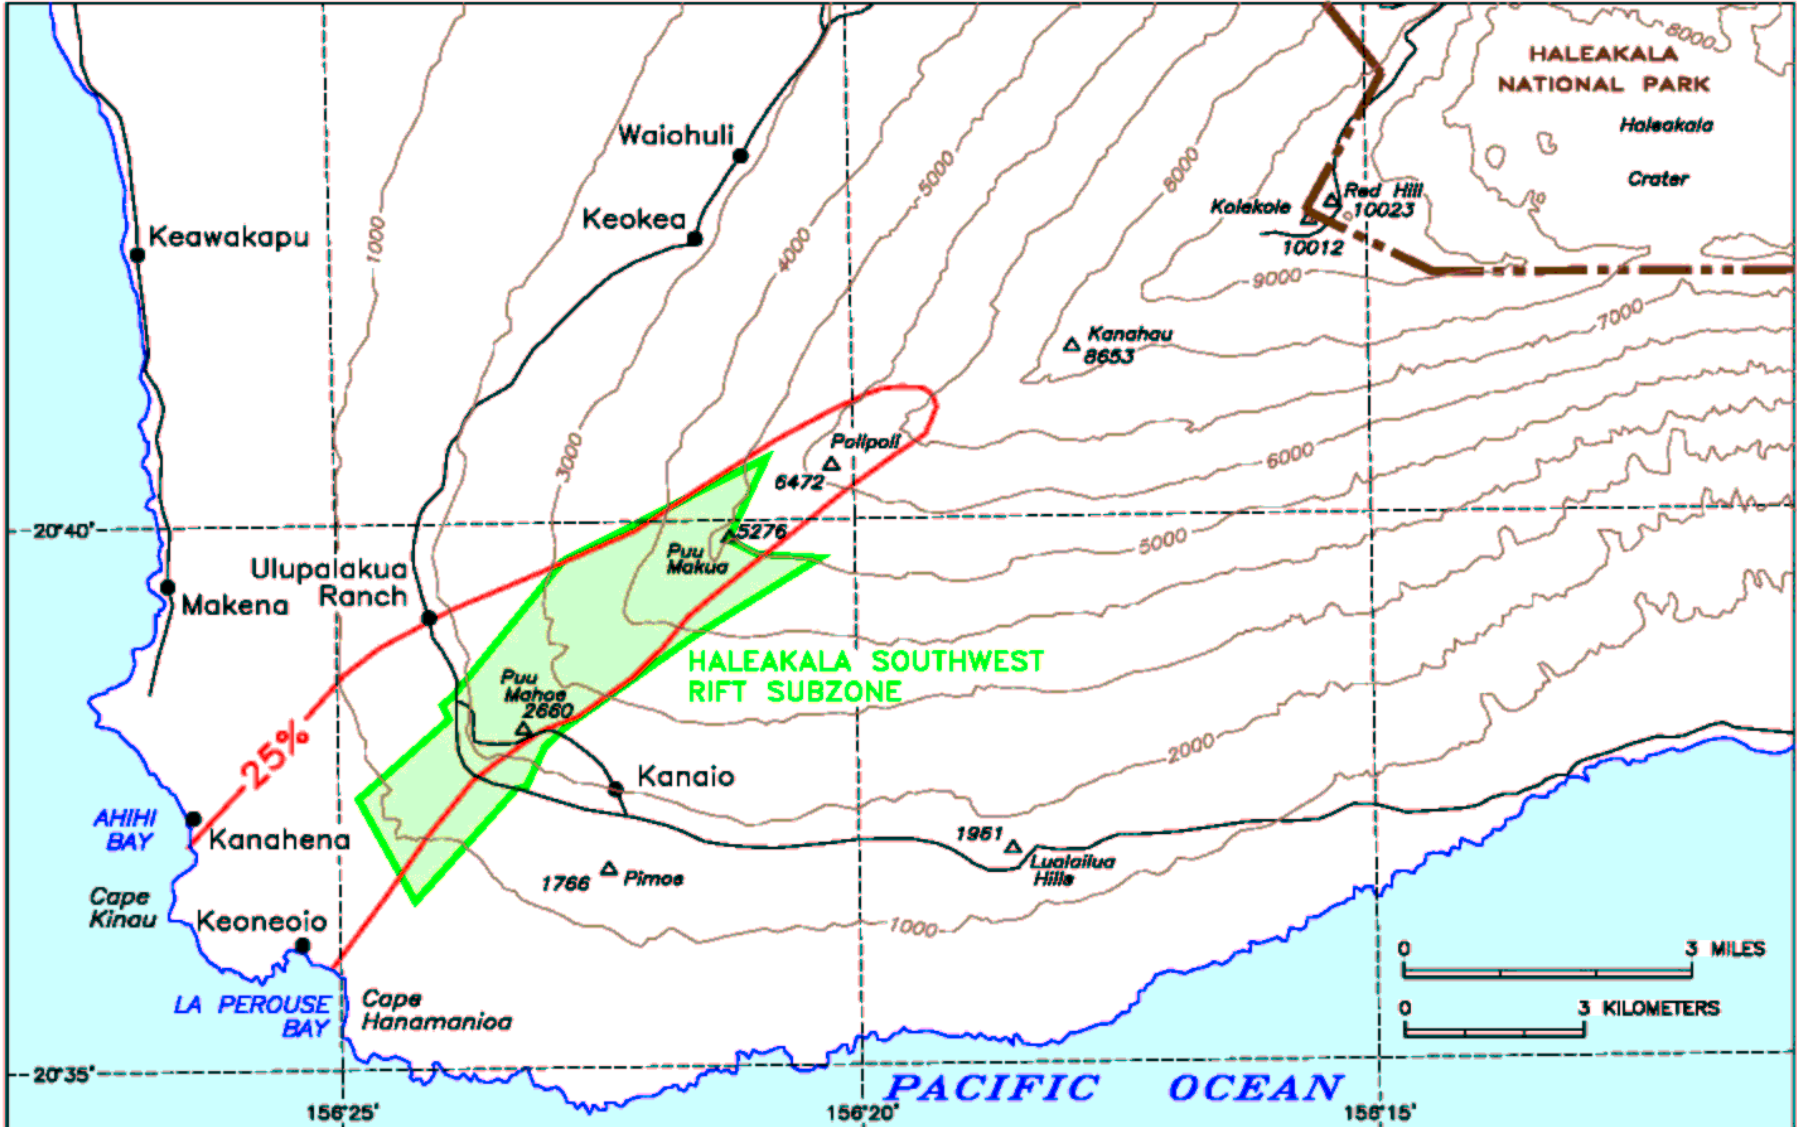 8000
HALEAKALA
NATIONAL PARK
Haleakala
Crater
Waiohuli
5000
8000
Red Hill
10023
Kolekole
10012
Keokea
Keawakapu
1000
4000
9000
7000
Kanahau
8653
3000
Polipoli
6472
6000
20°40'
5276
Puu
Makua
5000
Ulupalakua
Ranch
Makena
HALEAKALA SOUTHWEST
RIFT SUBZONE
Puu
Mahoe
2660
25%
2000
Kanaio
AHIHI
BAY
Kanahena
1961
Lualailua
Hills
1766
Pimoe
Cape
Kinau
Keoneoio
1000
0
3 MILES
LA PEROUSE
BAY
Cape
Hanamanioa
0
3 KILOMETERS
20°35'
PACIFIC OCEAN
156°25'
156°20'
156°15'